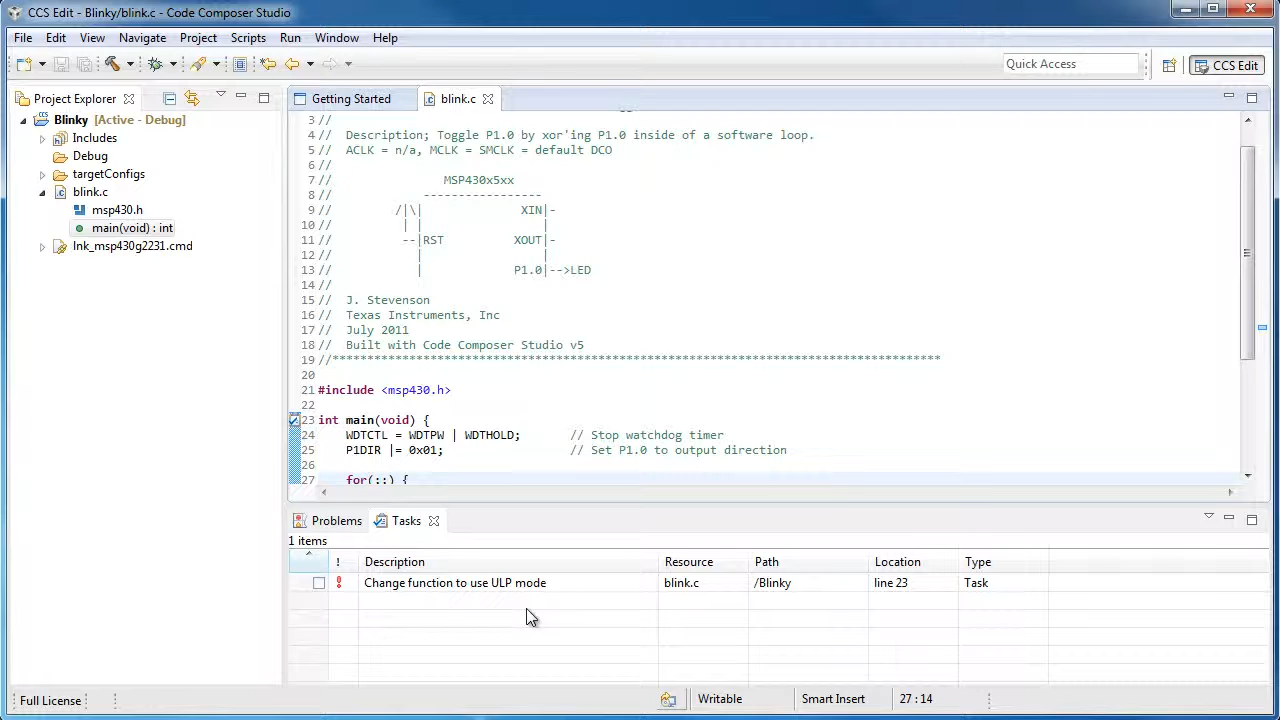 CCS Edit - Blinky/blink.c - Code Composer Studio
File Edit View Navigate Project Scripts Run Window Help
Quick Access
CCS Edit
Project Explorer
Getting Started
blink.c
Blinky [Active - Debug]
Includes
Debug
targetConfigs
blink.c
msp430.h
main(void) : int
lnk_msp430g2231.cmd
3 //
4 // Description; Toggle P1.0 by xor'ing P1.0 inside of a software loop.
5 // ACLK = n/a, MCLK = SMCLK = default DCO
6 //
7 // MSP430x5xx
8 // -----------------
9 // /|\| XIN|-
10 // | | |
11 // --|RST XOUT|-
12 // | |
13 // | P1.0|-->LED
14 //
15 // J. Stevenson
16 // Texas Instruments, Inc
17 // July 2011
18 // Built with Code Composer Studio v5
19 //***************************************************************************************
20
21 #include <msp430.h>
22
23 int main(void) {
24 WDTCTL = WDTPW | WDTHOLD; // Stop watchdog timer
25 P1DIR |= 0x01; // Set P1.0 to output direction
26
27 for(;;) {
Problems
Tasks
1 items
! Description Resource Path Location Type
! Change function to use ULP mode blink.c /Blinky line 23 Task
Full License
Writable
Smart Insert
27 : 14